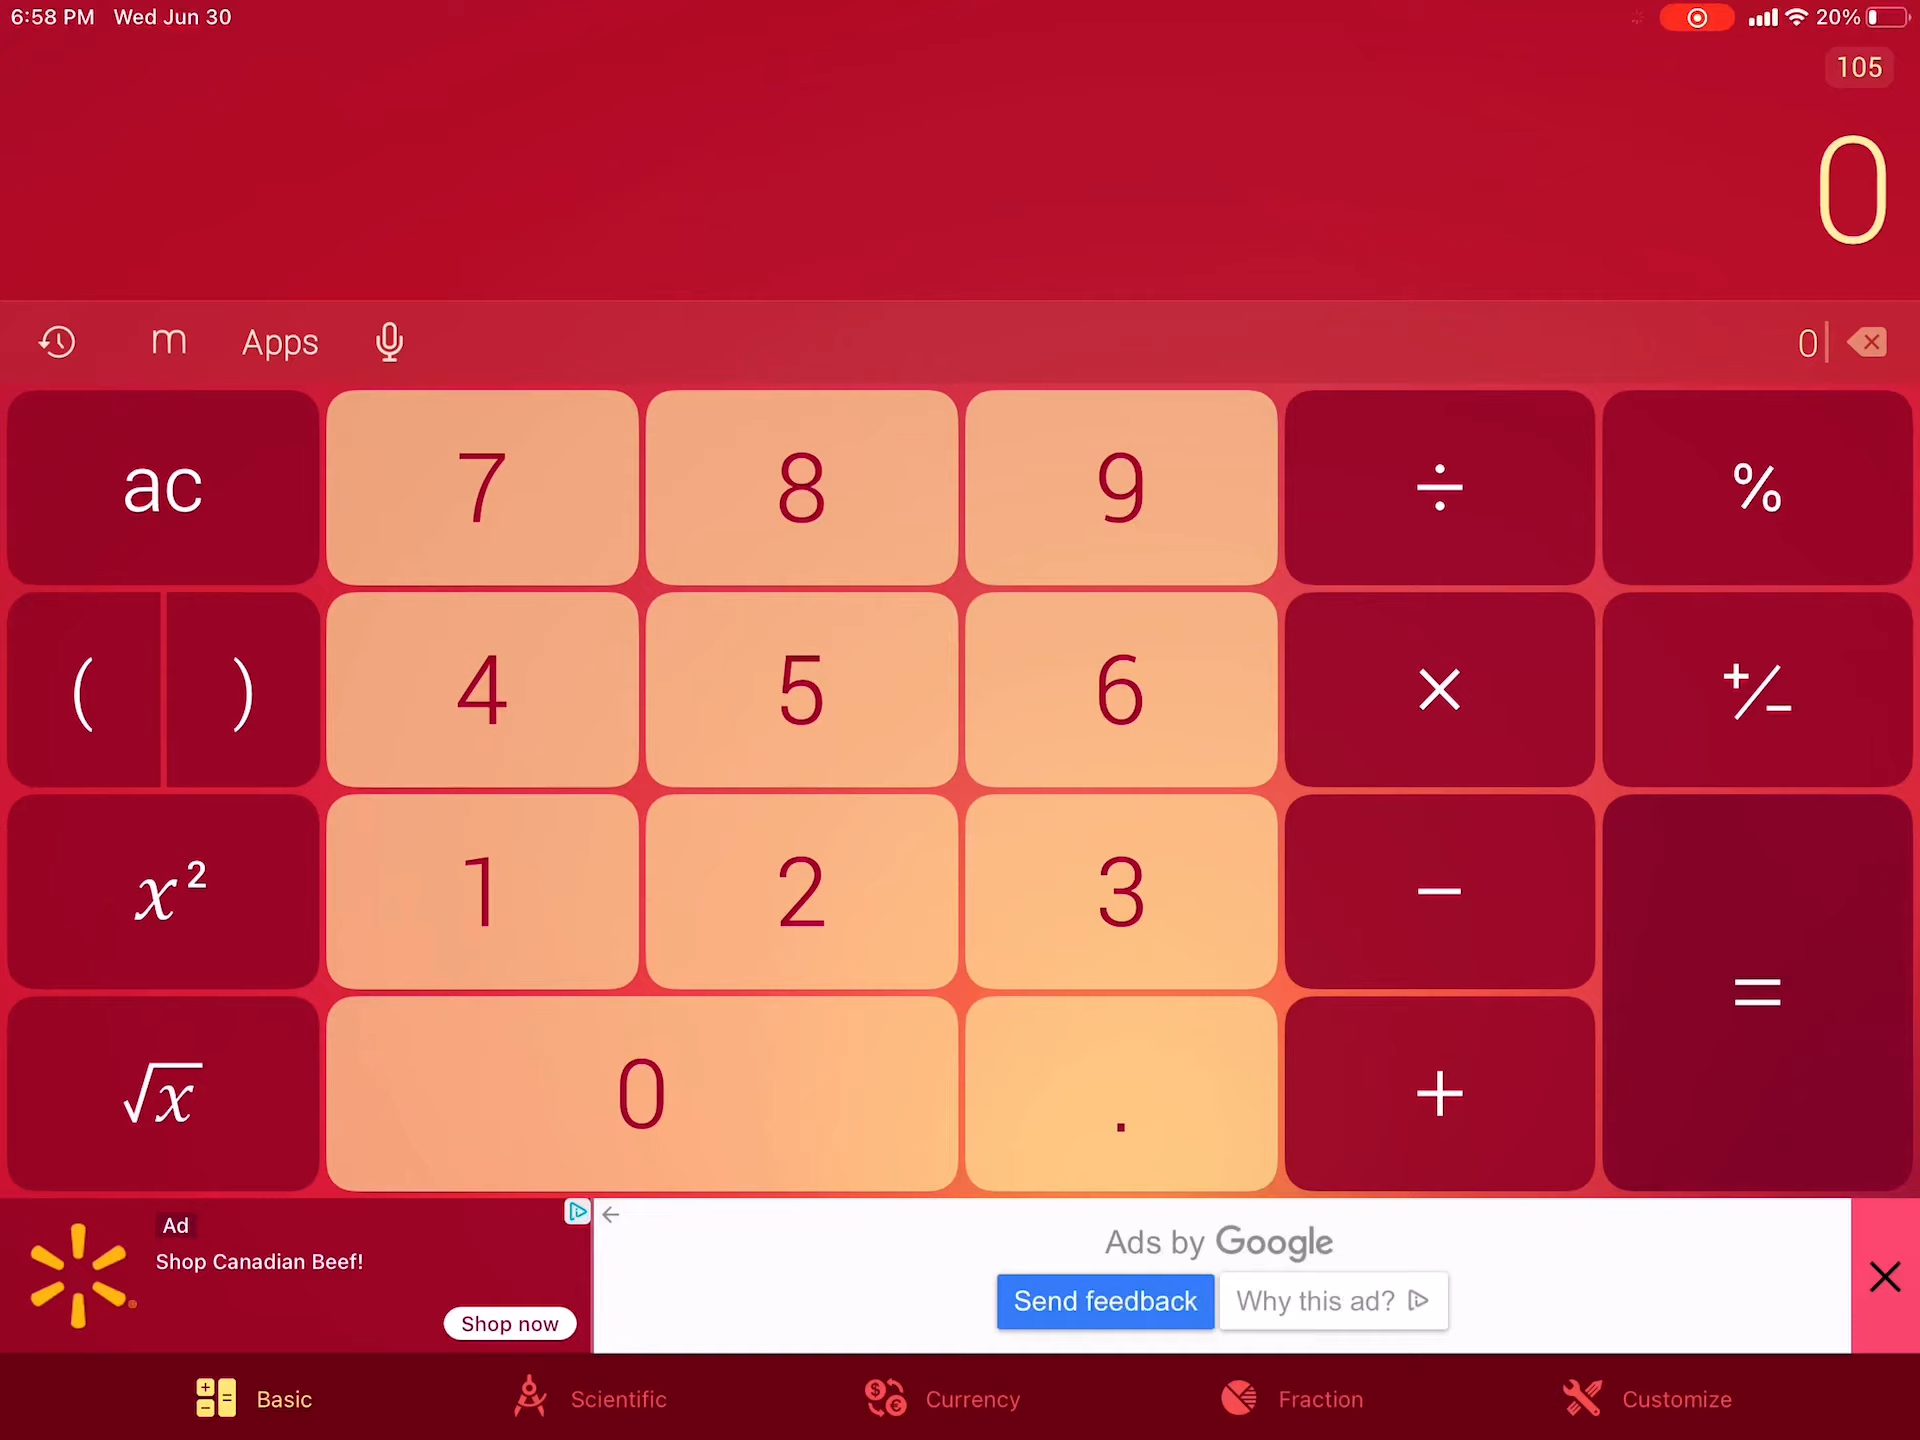 6:58 PM Wed Jun 30
20%
105
0
m Apps
0
ac 7 8 9 ÷ %
( ) 4 5 6 × +/−
x² 1 2 3 −
=
√x 0 . +
Ad
Shop Canadian Beef!
Shop now
Ads by Google
Send feedback Why this ad?
Basic Scientific Currency Fraction Customize